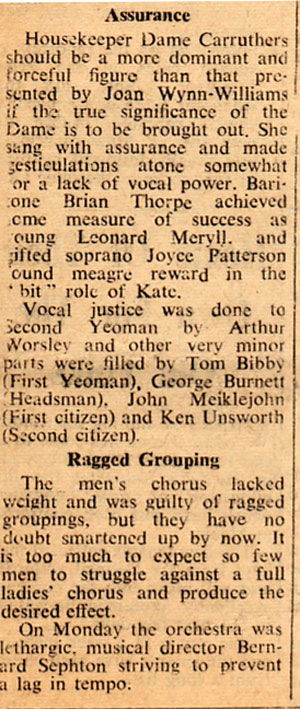 Assurance
Housekeeper Dame Carruthers
should be a more dominant and
forceful figure than that pre-
sented by Joan Wynn-Williams
if the true significance of the
Dame is to be brought out. She
sang with assurance and made
gesticulations atone somewhat
or a lack of vocal power. Bari-
one Brian Thorpe achieved
ome measure of success as
oung Leonard Meryll, and
ifted soprano Joyce Patterson
ound meagre reward in the
"bit" role of Kate.
Vocal justice was done to
Second Yeoman by Arthur
Worsley and other very minor
parts were filled by Tom Bibby
(First Yeoman), George Burnett
(Headsman), John Meiklejohn
(First citizen) and Ken Unsworth
(Second citizen).
Ragged Grouping
The men's chorus lacked
weight and was guilty of ragged
groupings, but they have no
doubt smartened up by now. It
is too much to expect so few
men to struggle against a full
ladies' chorus and produce the
desired effect.
On Monday the orchestra was
lethargic, musical director Bern-
ard Sephton striving to prevent
a lag in tempo.